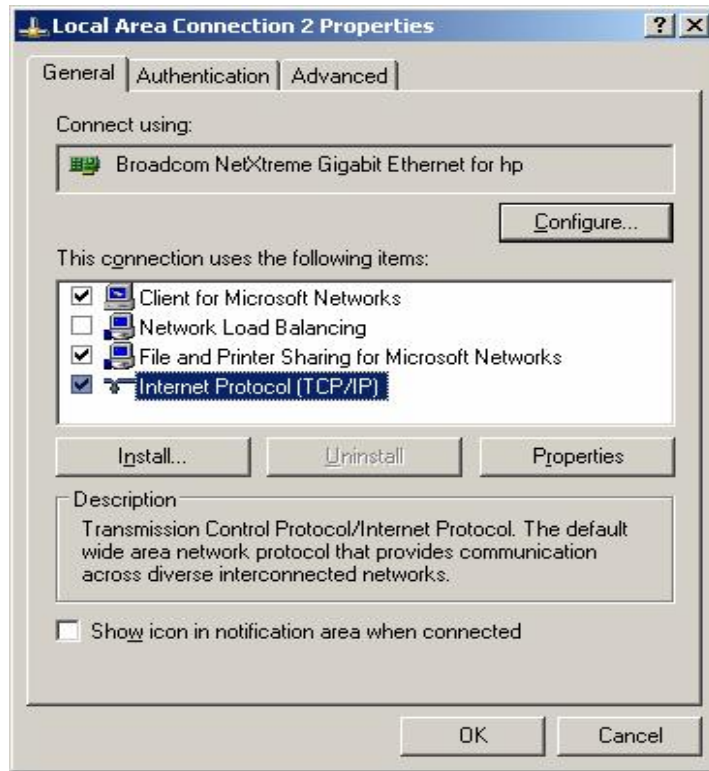 Local Area Connection 2 Properties
General Authentication Advanced
Connect using:
Broadcom NetXtreme Gigabit Ethernet for hp
Configure...
This connection uses the following items:
Client for Microsoft Networks
Network Load Balancing
File and Printer Sharing for Microsoft Networks
Internet Protocol (TCP/IP)
Install... Uninstall Properties
Description
Transmission Control Protocol/Internet Protocol. The default
wide area network protocol that provides communication
across diverse interconnected networks.
Show icon in notification area when connected
OK Cancel